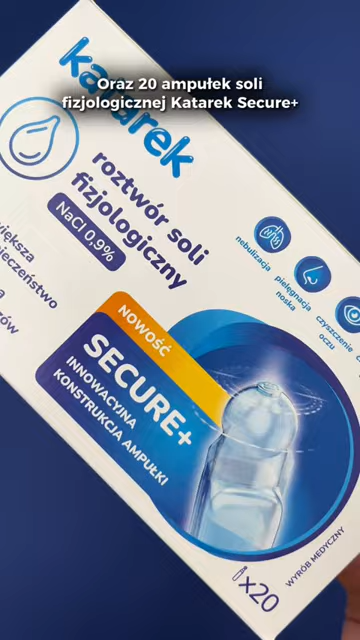 Oraz 20 ampułek soli
fizjologicznej Katarek Secure+
katarek
roztwór soli
fizjologiczny
NaCl 0,9%
nebulizacja
pielęgnacja
noska
czyszczenie
oczu
NOWOŚĆ
SECURE+
INNOWACYJNA
KONSTRUKCJA AMPUŁKI
x20
WYRÓB MEDYCZNY